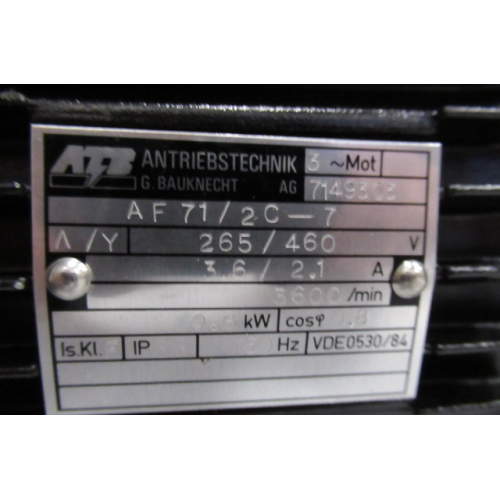 ATB ANTRIEBSTECHNIK 3 ~Mot
G. BAUKNECHT AG
AF 71/2C-7
Λ/Y 265/460 V
3.6/2.1 A
3600/min
kW cosφ
Is.Kl. IP Hz VDE0530/84